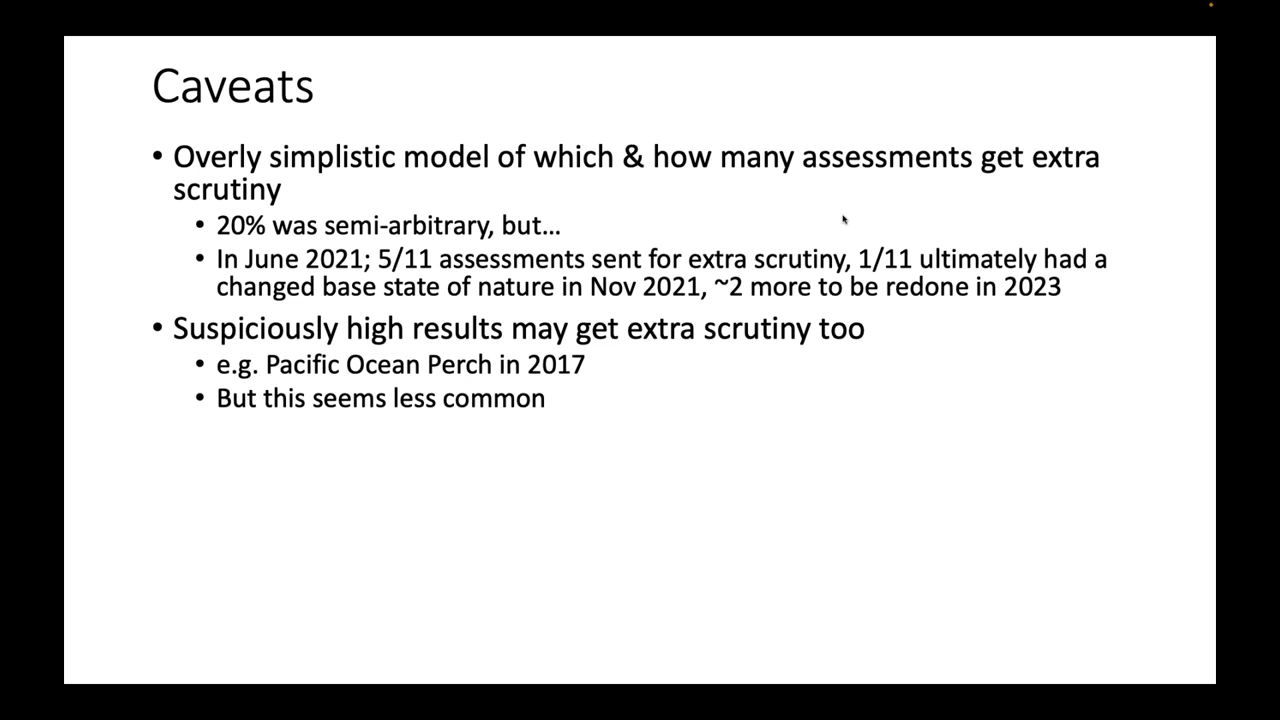 Caveats
• Overly simplistic model of which & how many assessments get extra
scrutiny
• 20% was semi-arbitrary, but...
• In June 2021; 5/11 assessments sent for extra scrutiny, 1/11 ultimately had a
changed base state of nature in Nov 2021, ~2 more to be redone in 2023
• Suspiciously high results may get extra scrutiny too
• e.g. Pacific Ocean Perch in 2017
• But this seems less common